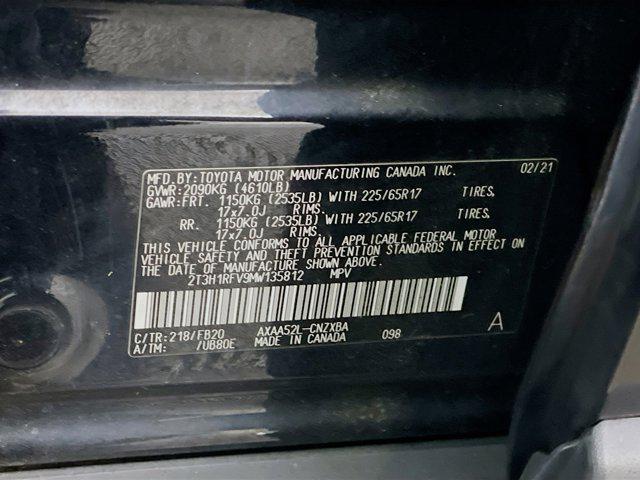 MFD.BY:TOYOTA MOTOR MANUFACTURING CANADA INC. 02/21
GVWR:2090KG (4610LB)
GAWR:FRT. 1150KG (2535LB) WITH 225/65R17 TIRES,
17x7.0J RIMS.
RR. 1150KG (2535LB) WITH 225/65R17 TIRES,
17x7.0J RIMS.
THIS VEHICLE CONFORMS TO ALL APPLICABLE FEDERAL MOTOR
VEHICLE SAFETY AND THEFT PREVENTION STANDARDS IN EFFECT ON
THE DATE OF MANUFACTURE SHOWN ABOVE.
2T3H1RFV9MW135812 MPV
C/TR:218/FB20 AXAA52L-CNZXBA 098 A
A/TM: /UB80E MADE IN CANADA